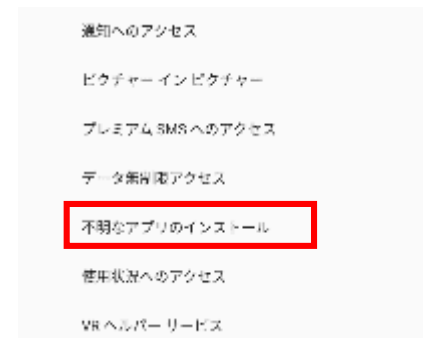 通知へのアクセス
ピクチャー イン ピクチャー
プレミアム SMS へのアクセス
データ無制限アクセス
不明なアプリのインストール
使用状況へのアクセス
VR ヘルパー サービス